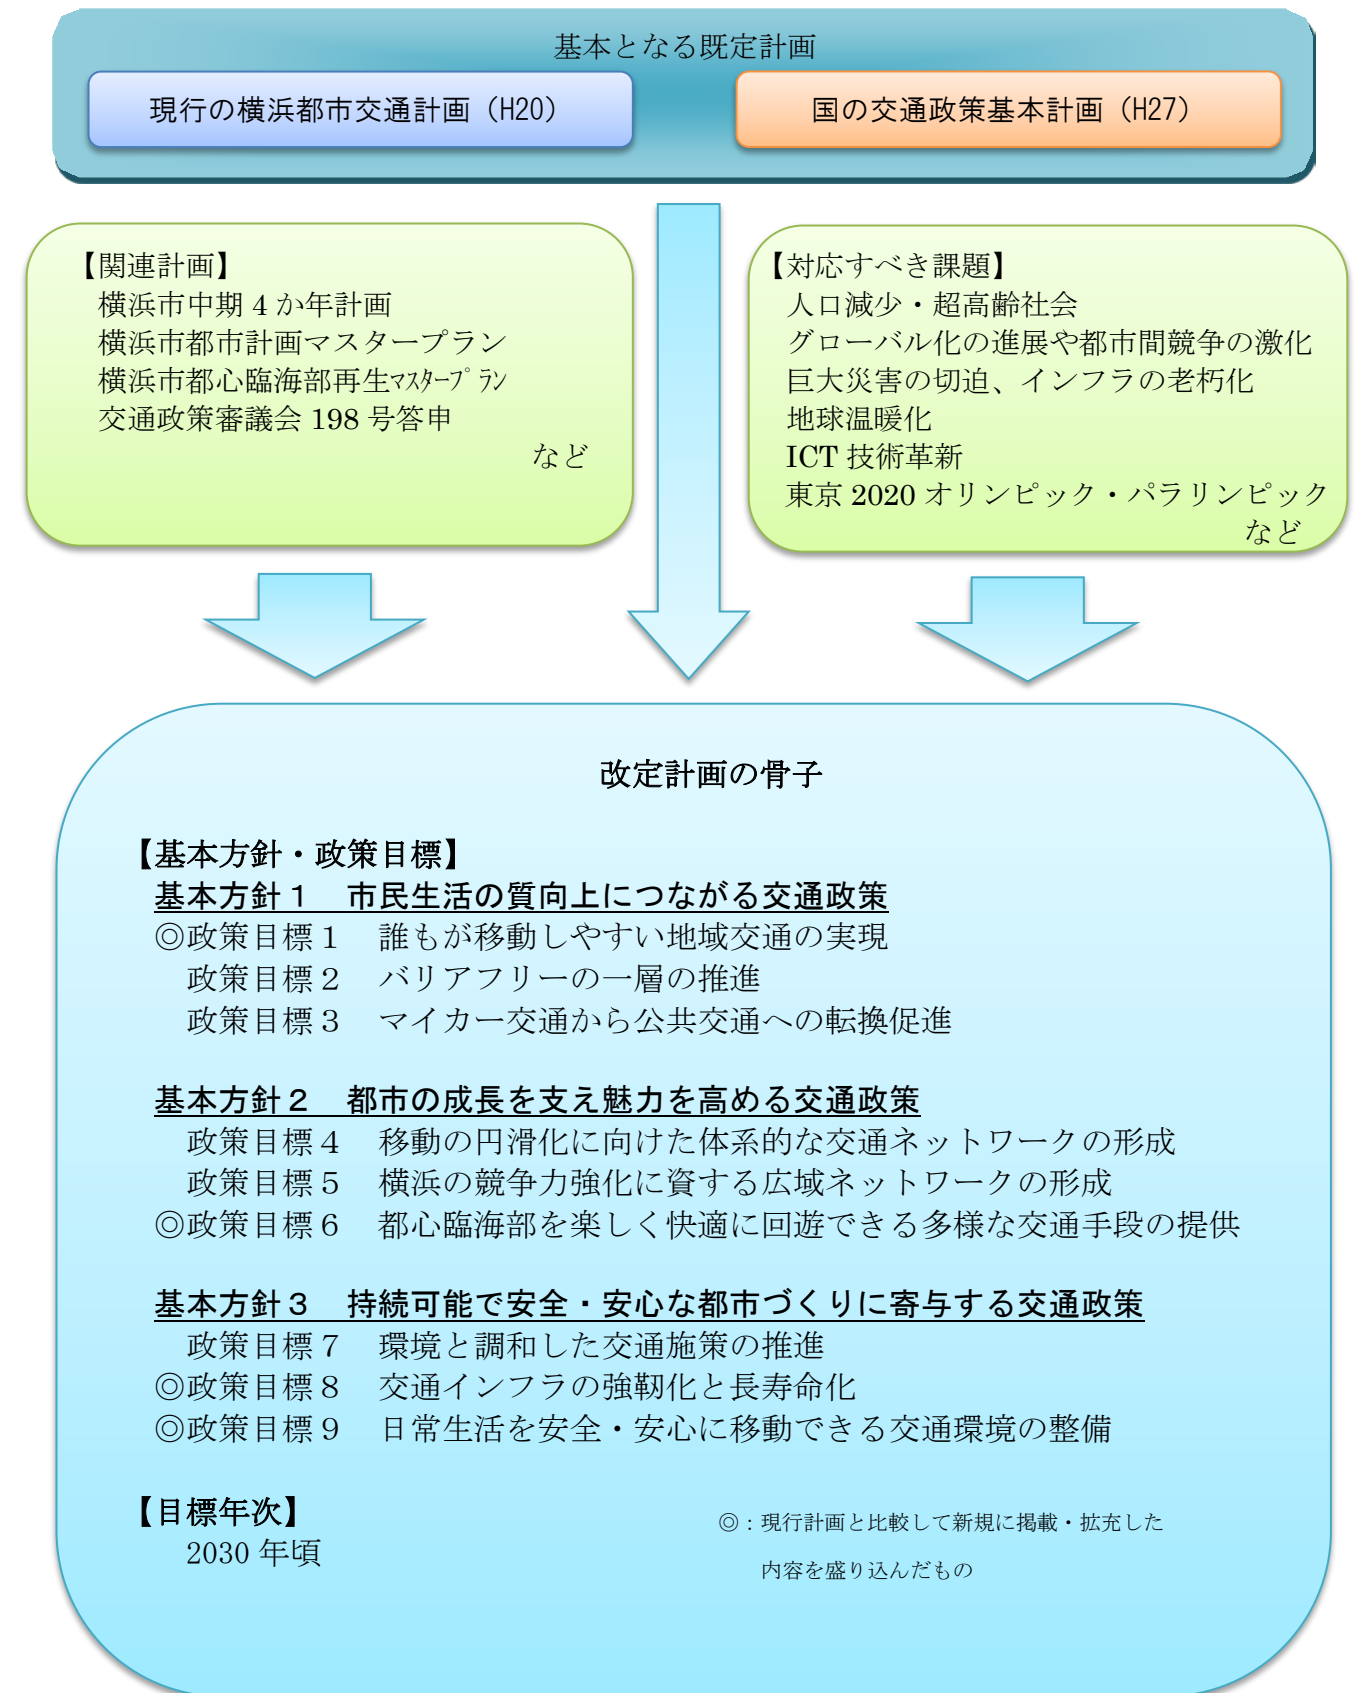 基本となる既定計画
現行の横浜都市交通計画（H20）
国の交通政策基本計画（H27）
【関連計画】
横浜市中期 4 か年計画
横浜市都市計画マスタープラン
横浜市都心臨海部再生ﾏｽﾀｰﾌﾟﾗﾝ
交通政策審議会 198 号答申
など
【対応すべき課題】
人口減少・超高齢社会
グローバル化の進展や都市間競争の激化
巨大災害の切迫、インフラの老朽化
地球温暖化
ICT 技術革新
東京 2020 オリンピック・パラリンピック
など
改定計画の骨子
【基本方針・政策目標】
基本方針１　市民生活の質向上につながる交通政策
◎政策目標１　誰もが移動しやすい地域交通の実現
政策目標２　バリアフリーの一層の推進
政策目標３　マイカー交通から公共交通への転換促進
基本方針２　都市の成長を支え魅力を高める交通政策
政策目標４　移動の円滑化に向けた体系的な交通ネットワークの形成
政策目標５　横浜の競争力強化に資する広域ネットワークの形成
◎政策目標６　都心臨海部を楽しく快適に回遊できる多様な交通手段の提供
基本方針３　持続可能で安全・安心な都市づくりに寄与する交通政策
政策目標７　環境と調和した交通施策の推進
◎政策目標８　交通インフラの強靱化と長寿命化
◎政策目標９　日常生活を安全・安心に移動できる交通環境の整備
【目標年次】
2030 年頃
◎：現行計画と比較して新規に掲載・拡充した
内容を盛り込んだもの